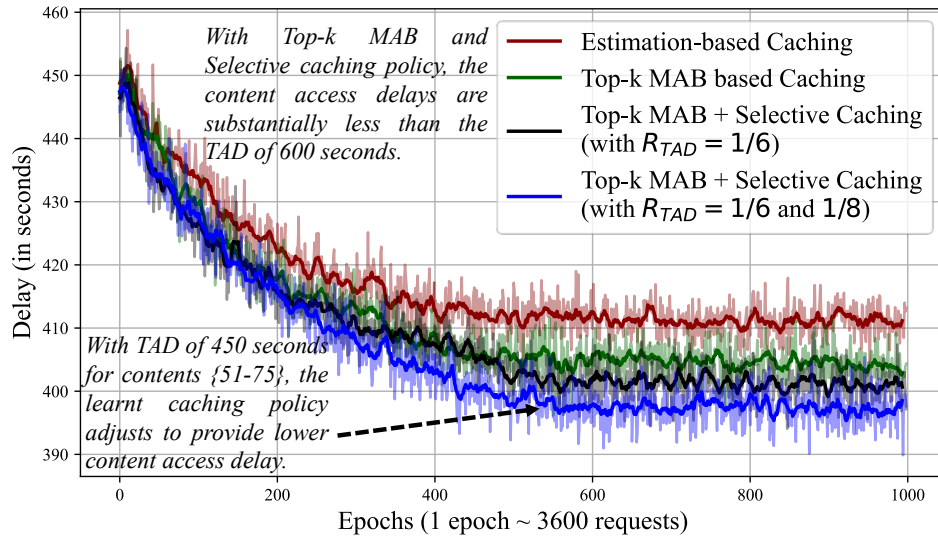 460
450
440
430
420
410
400
390
Delay (in seconds)
With Top-k MAB and
Selective caching policy, the
content access delays are
substantially less than the
TAD of 600 seconds.
Estimation-based Caching
Top-k MAB based Caching
Top-k MAB + Selective Caching
(with R_TAD = 1/6)
Top-k MAB + Selective Caching
(with R_TAD = 1/6 and 1/8)
With TAD of 450 seconds
for contents {51-75}, the
learnt caching policy
adjusts to provide lower
content access delay.
0 200 400 600 800 1000
Epochs (1 epoch ~ 3600 requests)